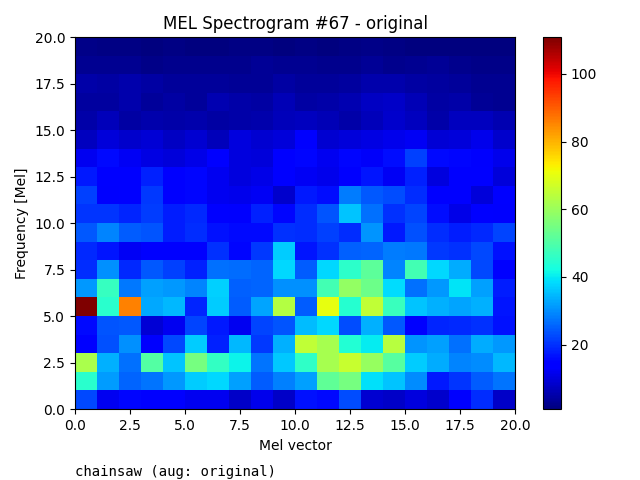 MEL Spectrogram #67 - original
20.0
17.5
15.0
12.5
10.0
7.5
5.0
2.5
0.0
Frequency [Mel]
0.0 2.5 5.0 7.5 10.0 12.5 15.0 17.5 20.0
Mel vector
100
80
60
40
20
chainsaw (aug: original)